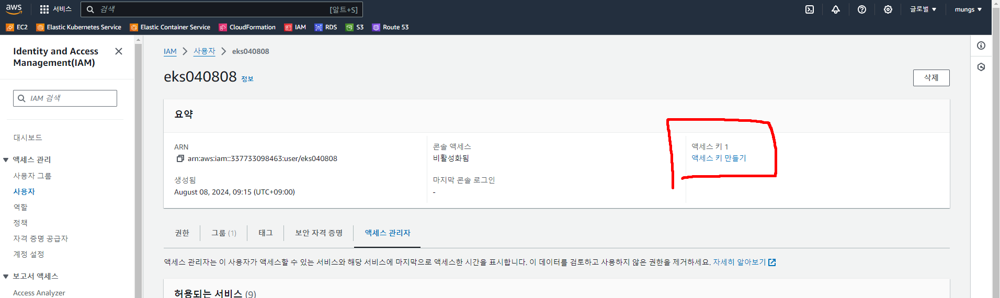 aws 서비스 검색 [알트+S] 글로벌 ▼ mungs ▼
EC2 Elastic Kubernetes Service Elastic Container Service CloudFormation IAM RDS S3 Route 53
Identity and Access
Management(IAM)
IAM 검색
대시보드
액세스 관리
사용자 그룹
사용자
역할
정책
자격 증명 공급자
계정 설정
보고서 액세스
Access Analyzer
IAM > 사용자 > eks040808
eks040808 정보
삭제
요약
ARN
arn:aws:iam::337733098463:user/eks040808
생성됨
August 08, 2024, 09:15 (UTC+09:00)
콘솔 액세스
비활성화됨
마지막 콘솔 로그인
-
액세스 키 1
액세스 키 만들기
권한 그룹 (1) 태그 보안 자격 증명 액세스 관리자
액세스 관리자는 이 사용자가 액세스할 수 있는 서비스와 해당 서비스에 마지막으로 액세스한 시간을 표시합니다. 이 데이터를 검토하고 사용하지 않은 권한을 제거하세요. 자세히 알아보기
허용되는 서비스 (9)